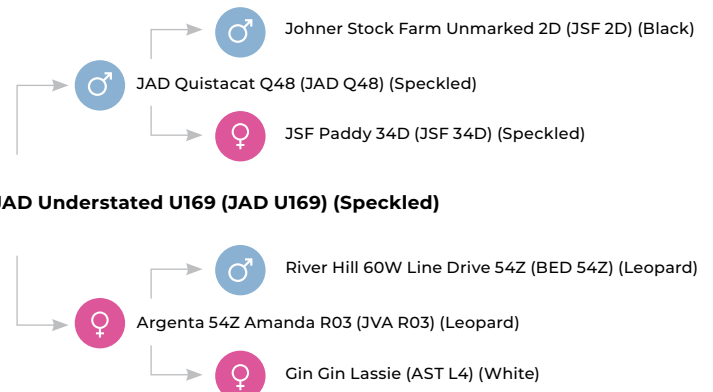 Johner Stock Farm Unmarked 2D (JSF 2D) (Black)
JAD Quistacat Q48 (JAD Q48) (Speckled)
JSF Paddy 34D (JSF 34D) (Speckled)
JAD Understated U169 (JAD U169) (Speckled)
River Hill 60W Line Drive 54Z (BED 54Z) (Leopard)
Argenta 54Z Amanda R03 (JVA R03) (Leopard)
Gin Gin Lassie (AST L4) (White)